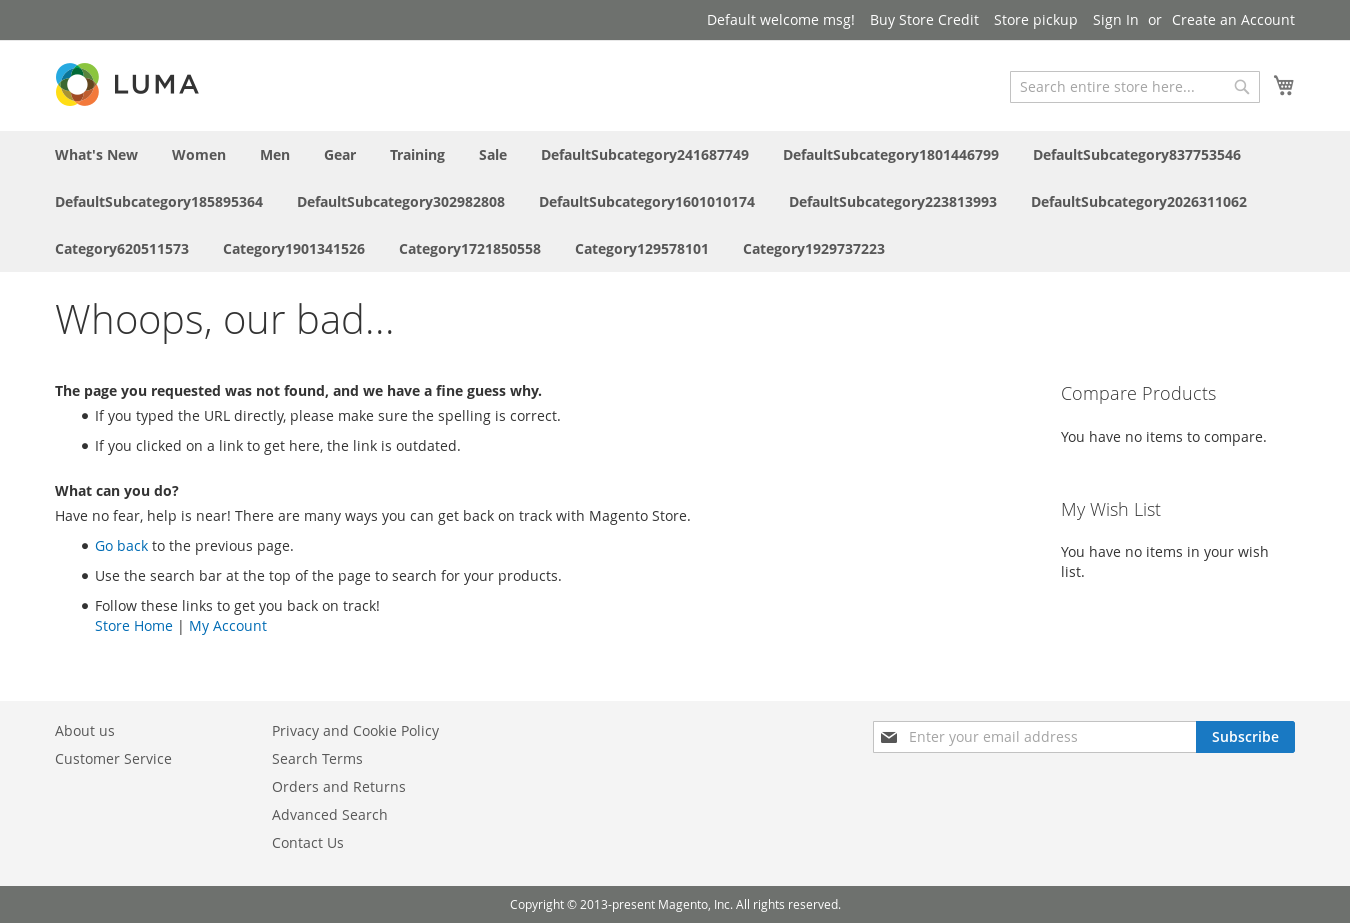 Default welcome msg! Buy Store Credit Store pickup Sign In or Create an Account
LUMA
Search entire store here...
What's New Women Men Gear Training Sale DefaultSubcategory241687749 DefaultSubcategory1801446799 DefaultSubcategory837753546
DefaultSubcategory185895364 DefaultSubcategory302982808 DefaultSubcategory1601010174 DefaultSubcategory223813993 DefaultSubcategory2026311062
Category620511573 Category1901341526 Category1721850558 Category129578101 Category1929737223
Whoops, our bad...
The page you requested was not found, and we have a fine guess why.
If you typed the URL directly, please make sure the spelling is correct.
If you clicked on a link to get here, the link is outdated.
What can you do?
Have no fear, help is near! There are many ways you can get back on track with Magento Store.
Go back to the previous page.
Use the search bar at the top of the page to search for your products.
Follow these links to get you back on track!
Store Home | My Account
Compare Products
You have no items to compare.
My Wish List
You have no items in your wish
list.
About us
Customer Service
Privacy and Cookie Policy
Search Terms
Orders and Returns
Advanced Search
Contact Us
Enter your email address
Subscribe
Copyright © 2013-present Magento, Inc. All rights reserved.